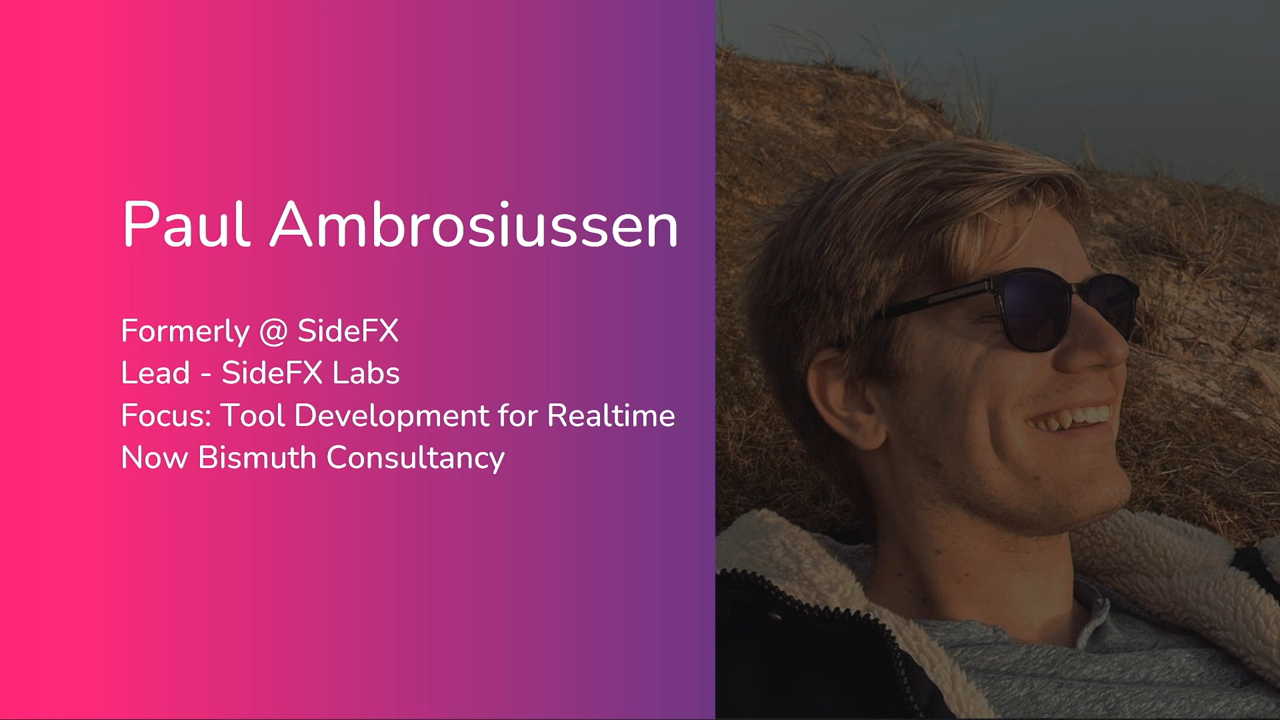 Paul Ambrosiussen
Formerly @ SideFX
Lead - SideFX Labs
Focus: Tool Development for Realtime
Now Bismuth Consultancy